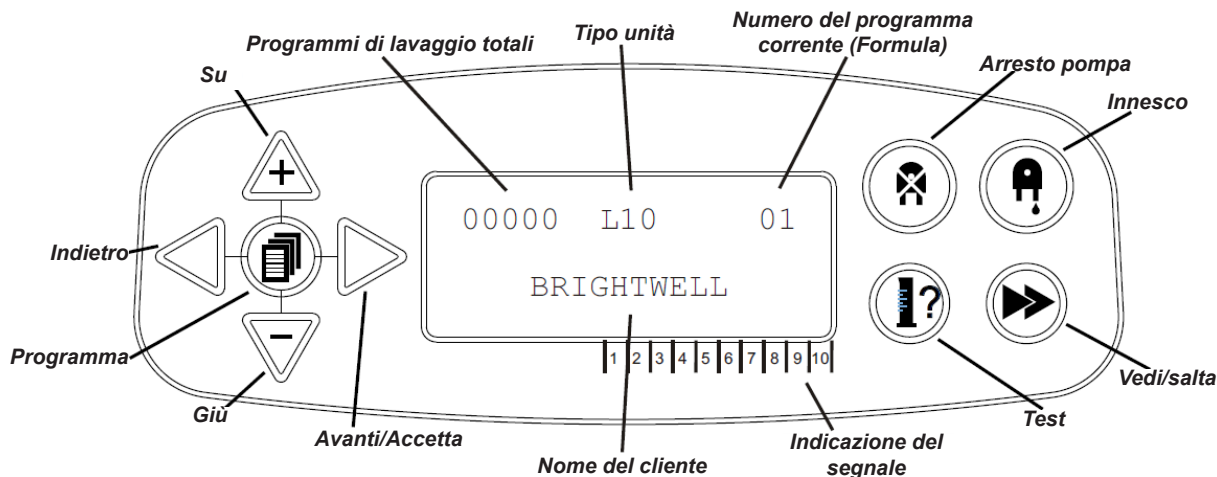 Programmi di lavaggio totali
Tipo unità
Numero del programma
corrente (Formula)
Su
Arresto pompa
Innesco
+
00000 L10 01
Indietro
BRIGHTWELL
?
Programma
−
1 2 3 4 5 6 7 8 9 10
Giù
Avanti/Accetta
Vedi/salta
Test
Nome del cliente
Indicazione del
segnale